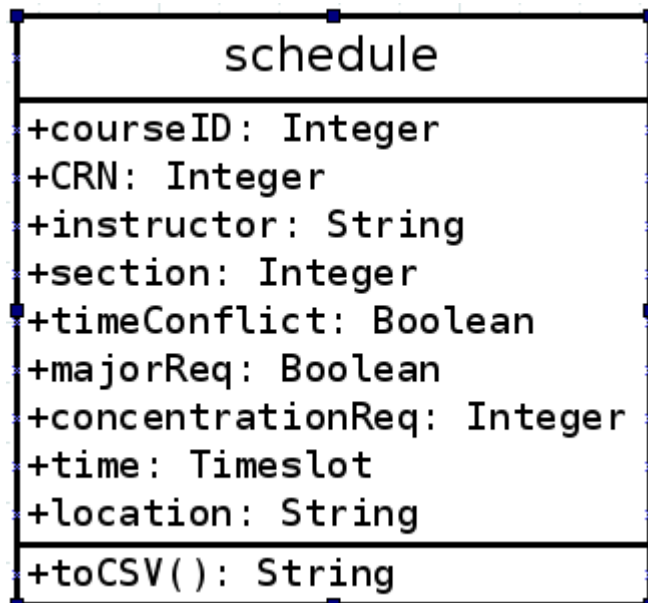 schedule
+courseID: Integer
+CRN: Integer
+instructor: String
+section: Integer
+timeConflict: Boolean
+majorReq: Boolean
+concentrationReq: Integer
+time: Timeslot
+location: String
+toCSV(): String